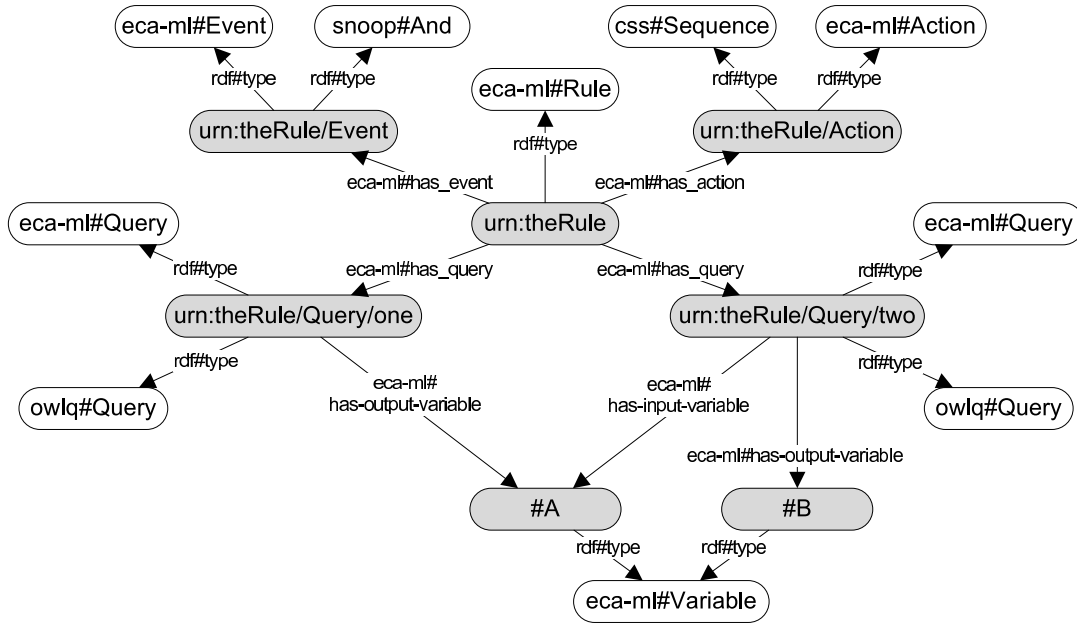 eca-ml#Event
snoop#And
css#Sequence
eca-ml#Action
rdf#type
rdf#type
eca-ml#Rule
rdf#type
rdf#type
urn:theRule/Event
rdf#type
urn:theRule/Action
eca-ml#has_event
eca-ml#has_action
eca-ml#Query
urn:theRule
eca-ml#Query
rdf#type
eca-ml#has_query
eca-ml#has_query
rdf#type
urn:theRule/Query/one
urn:theRule/Query/two
rdf#type
rdf#type
eca-ml#
has-output-variable
eca-ml#
has-input-variable
owlq#Query
owlq#Query
eca-ml#has-output-variable
#A
#B
rdf#type
rdf#type
eca-ml#Variable